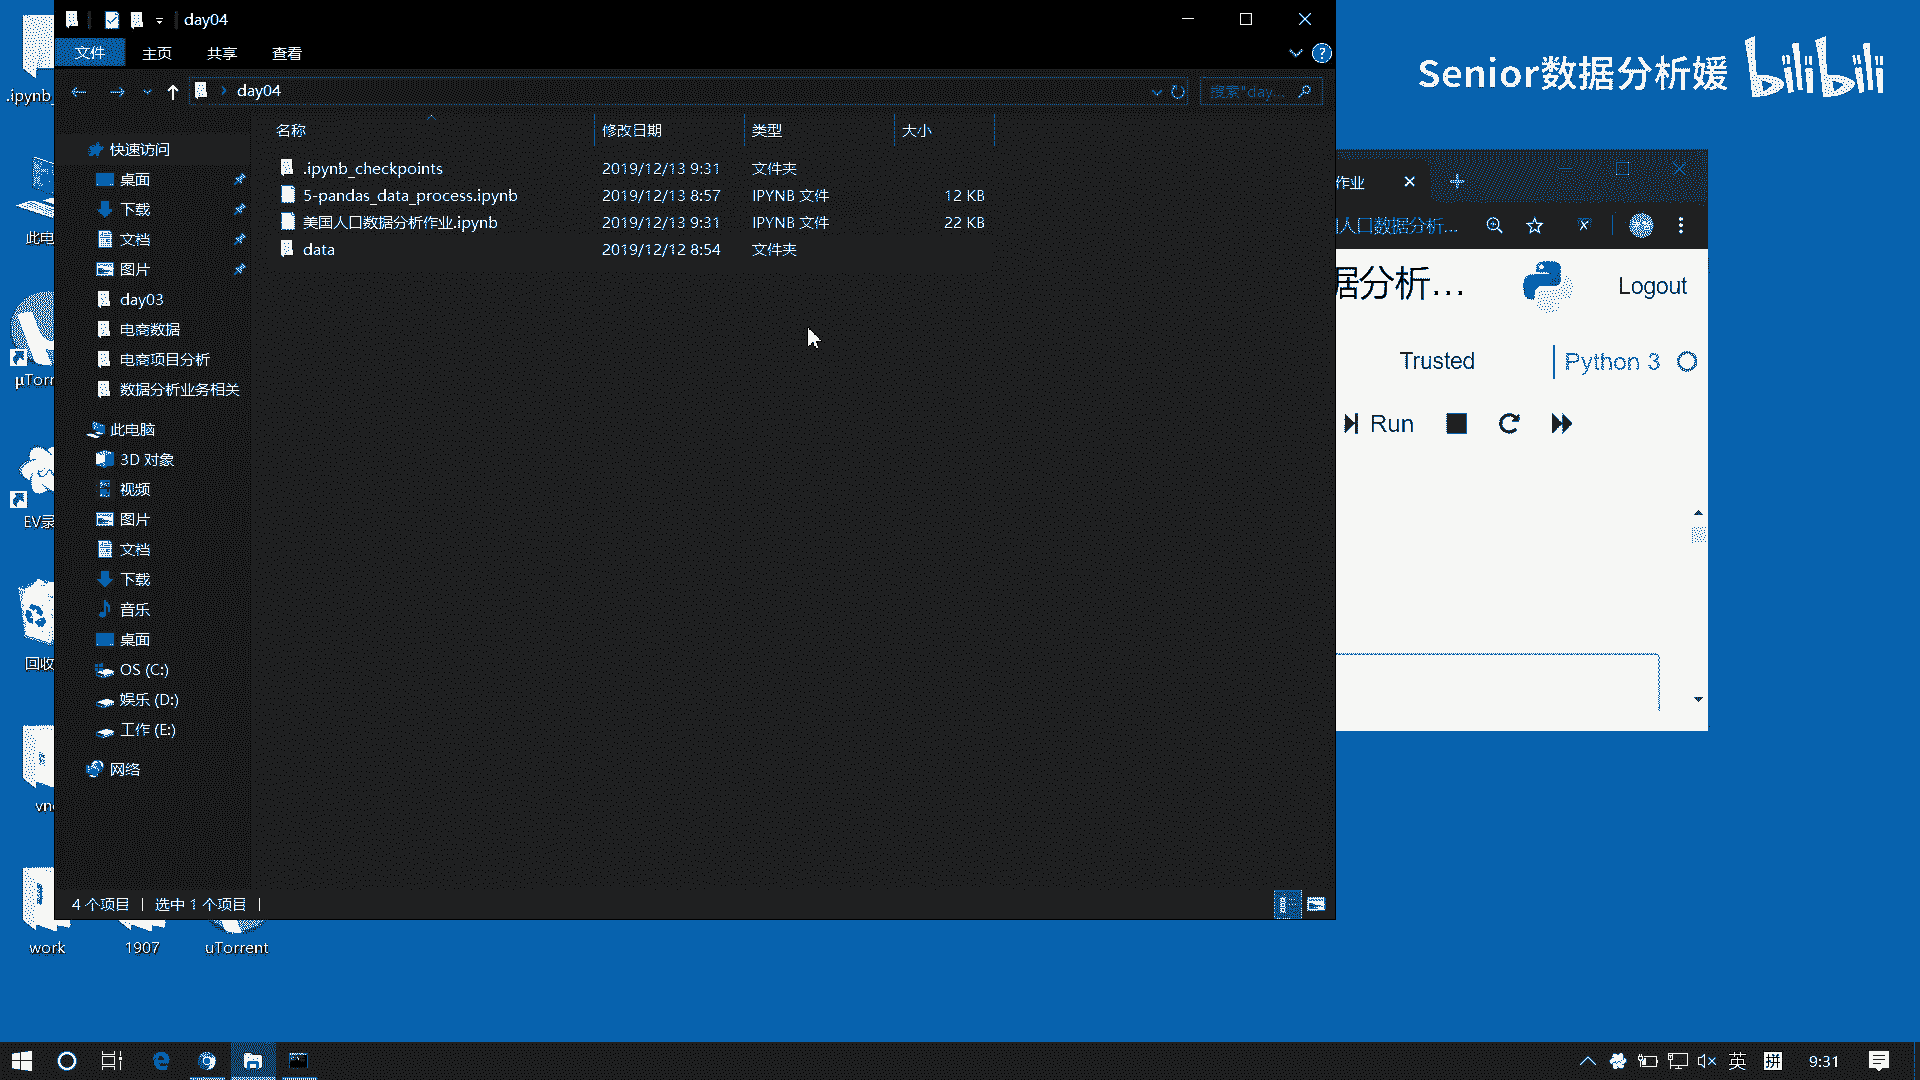 day04
文件 主页 共享 查看
day04
搜索"day...
名称 修改日期 类型 大小
.ipynb_checkpoints 2019/12/13 9:31 文件夹
5-pandas_data_process.ipynb 2019/12/13 8:57 IPYNB 文件 12 KB
美国人口数据分析作业.ipynb 2019/12/13 9:31 IPYNB 文件 22 KB
data 2019/12/12 8:54 文件夹
快速访问
桌面
下载
文档
图片
day03
电商数据
电商项目分析
数据分析业务相关
此电脑
3D 对象
视频
图片
文档
下载
音乐
桌面
OS (C:)
娱乐 (D:)
工作 (E:)
网络
4 个项目 选中 1 个项目
Senior数据分析媛 bilibili
作业
人口数据分析...
据分析...
Logout
Trusted
Python 3
Run
.ipynb_
此电
μTorr
EV录
回收
vn
work
1907
uTorrent
英
拼
9:31